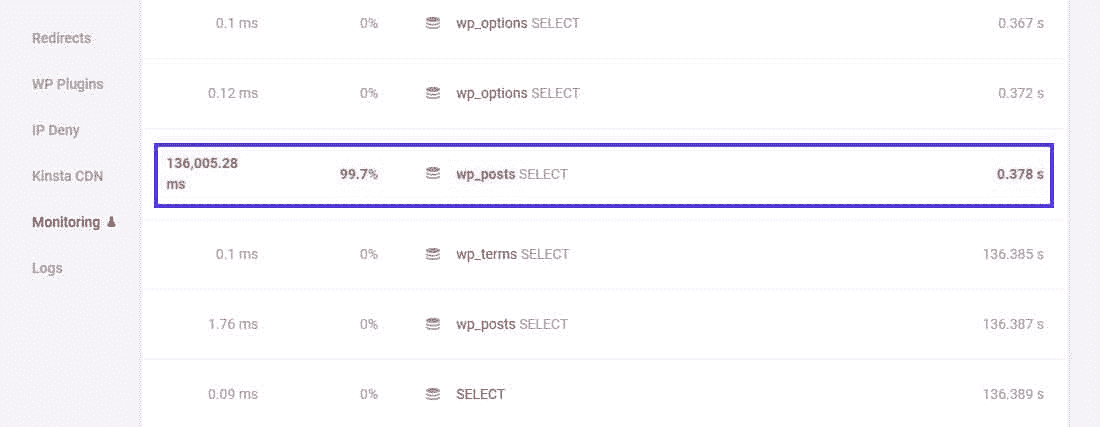 Redirects
WP Plugins
IP Deny
Kinsta CDN
Monitoring
Logs
0.1 ms 0% wp_options SELECT 0.367 s
0.12 ms 0% wp_options SELECT 0.372 s
136,005.28
ms 99.7% wp_posts SELECT 0.378 s
0.1 ms 0% wp_terms SELECT 136.385 s
1.76 ms 0% wp_posts SELECT 136.387 s
0.09 ms 0% SELECT 136.389 s